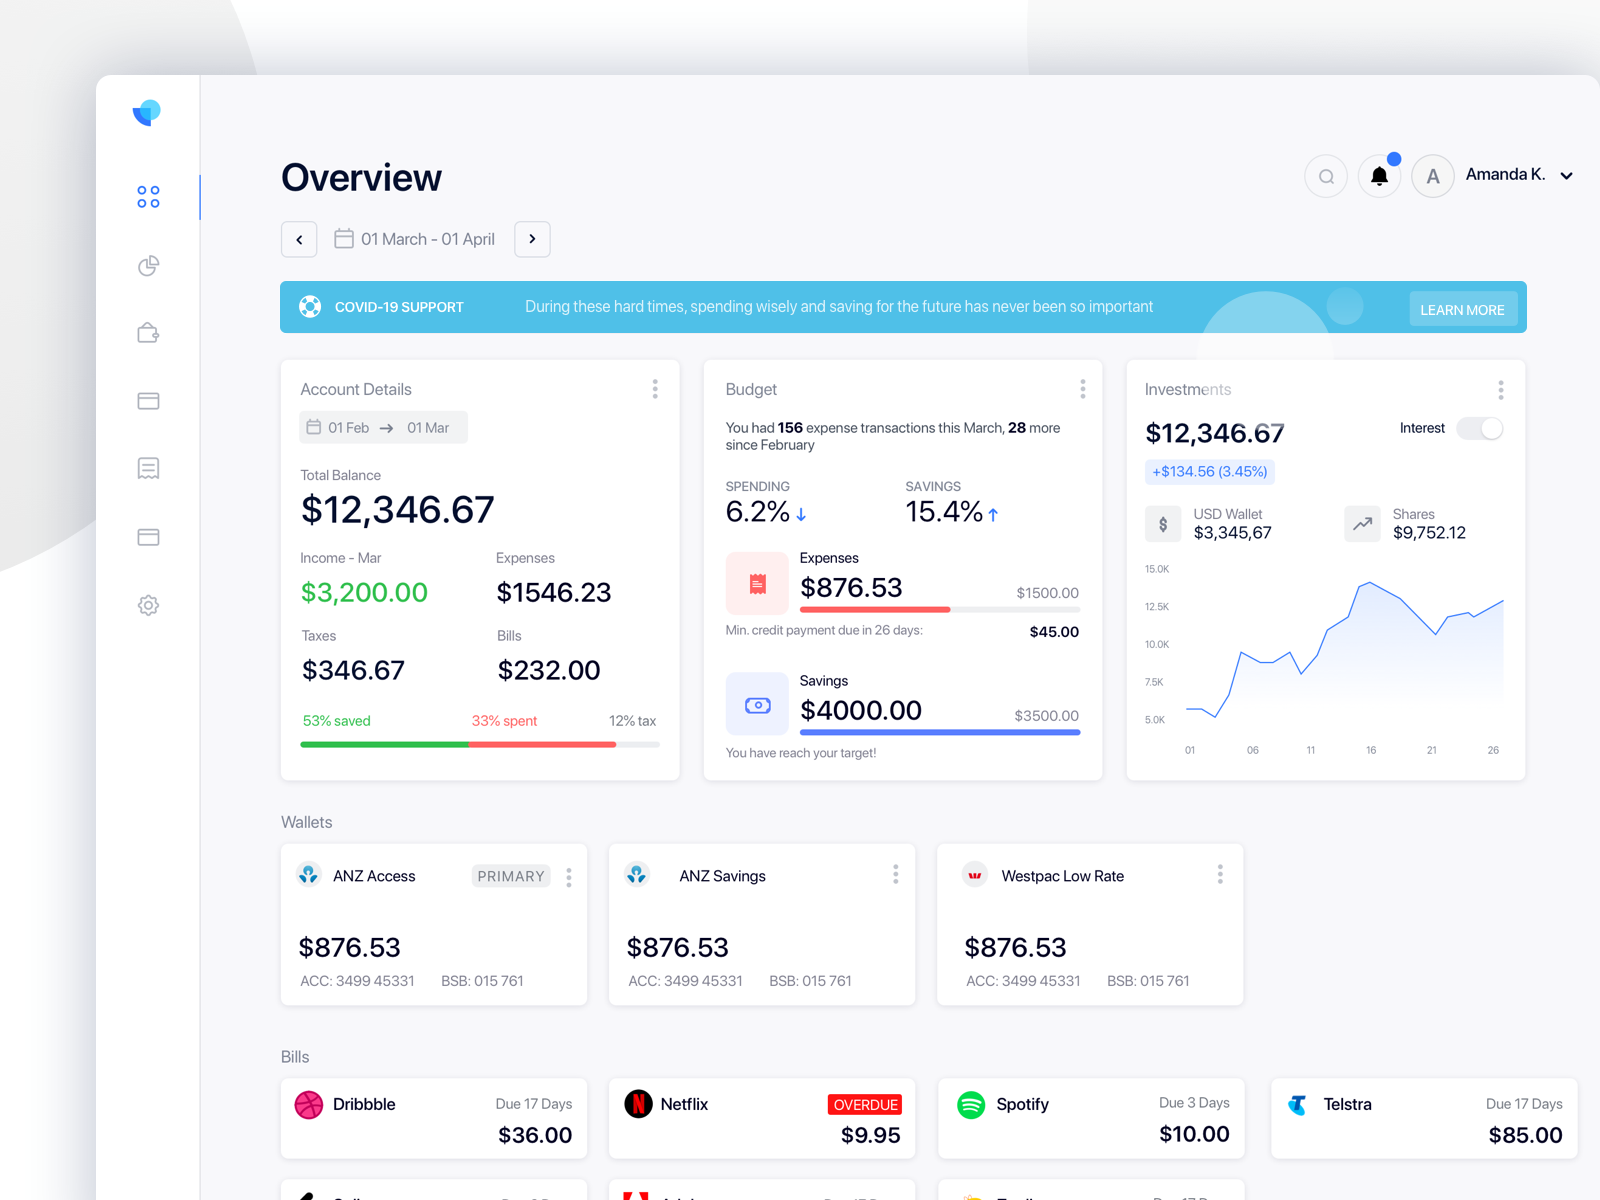 Overview
A
Amanda K.
01 March - 01 April
COVID-19 SUPPORT
During these hard times, spending wisely and saving for the future has never been so important
LEARN MORE
Account Details
01 Feb → 01 Mar
Total Balance
$12,346.67
Income - Mar
Expenses
$3,200.00
$1546.23
Taxes
Bills
$346.67
$232.00
53% saved
33% spent
12% tax
Budget
You had 156 expense transactions this March, 28 more
since February
SPENDING
SAVINGS
6.2% ↓
15.4% ↑
Expenses
$876.53
$1500.00
Min. credit payment due in 26 days:
$45.00
Savings
$4000.00
$3500.00
You have reach your target!
Investments
$12,346.67
Interest
+$134.56 (3.45%)
$
USD Wallet
$3,345,67
Shares
$9,752.12
15.0K
12.5K
10.0K
7.5K
5.0K
01 06 11 16 21 26
Wallets
ANZ Access
PRIMARY
$876.53
ACC: 3499 45331 BSB: 015 761
ANZ Savings
$876.53
ACC: 3499 45331 BSB: 015 761
Westpac Low Rate
$876.53
ACC: 3499 45331 BSB: 015 761
Bills
Dribbble
Due 17 Days
$36.00
Netflix
OVERDUE
$9.95
Spotify
Due 3 Days
$10.00
Telstra
Due 17 Days
$85.00